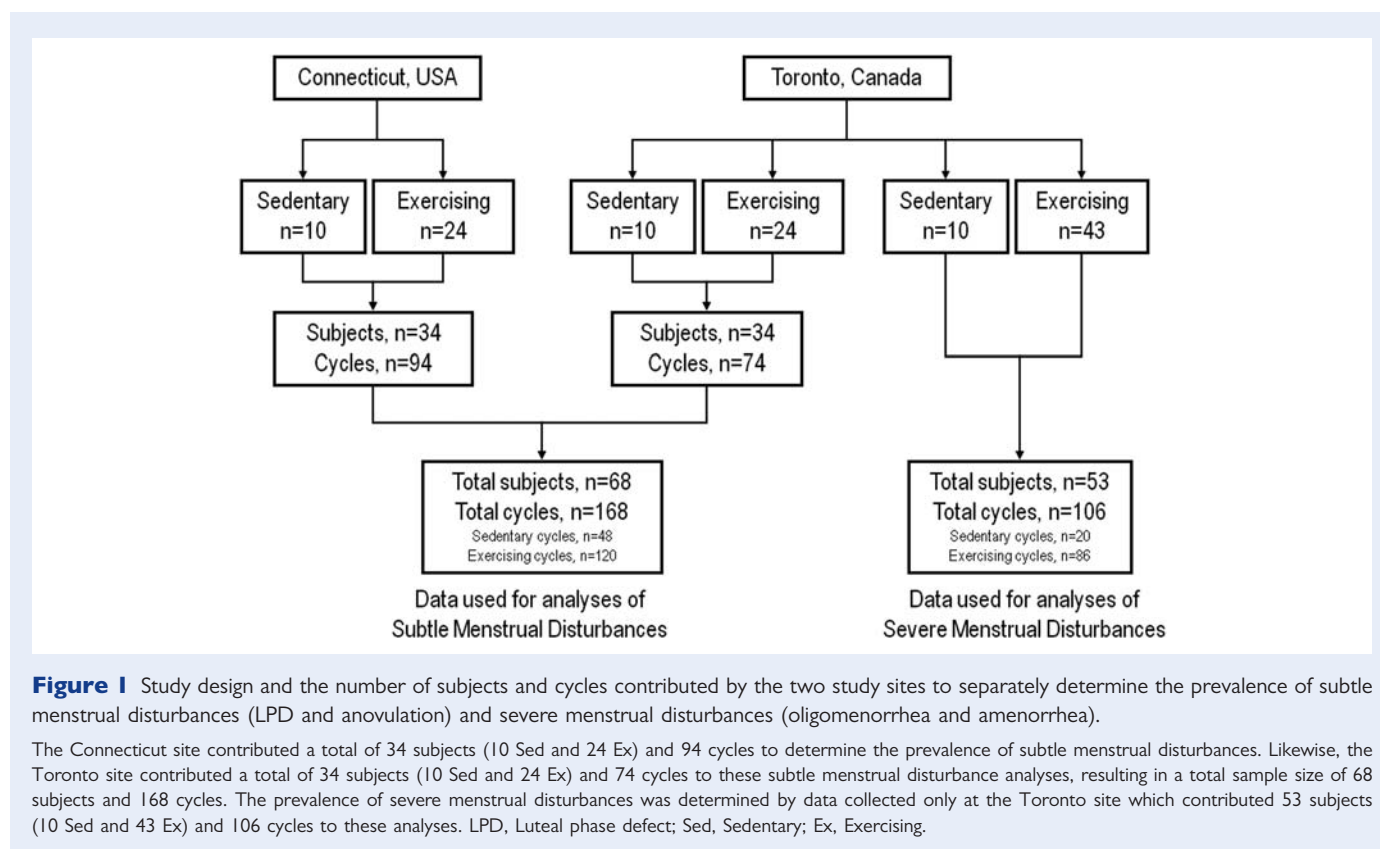 Connecticut, USA
Toronto, Canada
Sedentary
n=10
Exercising
n=24
Sedentary
n=10
Exercising
n=24
Sedentary
n=10
Exercising
n=43
Subjects, n=34
Cycles, n=94
Subjects, n=34
Cycles, n=74
Total subjects, n=68
Total cycles, n=168
Sedentary cycles, n=48
Exercising cycles, n=120
Total subjects, n=53
Total cycles, n=106
Sedentary cycles, n=20
Exercising cycles, n=86
Data used for analyses of
Subtle Menstrual Disturbances
Data used for analyses of
Severe Menstrual Disturbances
Figure 1 Study design and the number of subjects and cycles contributed by the two study sites to separately determine the prevalence of subtle
menstrual disturbances (LPD and anovulation) and severe menstrual disturbances (oligomenorrhea and amenorrhea).
The Connecticut site contributed a total of 34 subjects (10 Sed and 24 Ex) and 94 cycles to determine the prevalence of subtle menstrual disturbances. Likewise, the
Toronto site contributed a total of 34 subjects (10 Sed and 24 Ex) and 74 cycles to these subtle menstrual disturbance analyses, resulting in a total sample size of 68
subjects and 168 cycles. The prevalence of severe menstrual disturbances was determined by data collected only at the Toronto site which contributed 53 subjects
(10 Sed and 43 Ex) and 106 cycles to these analyses. LPD, Luteal phase defect; Sed, Sedentary; Ex, Exercising.